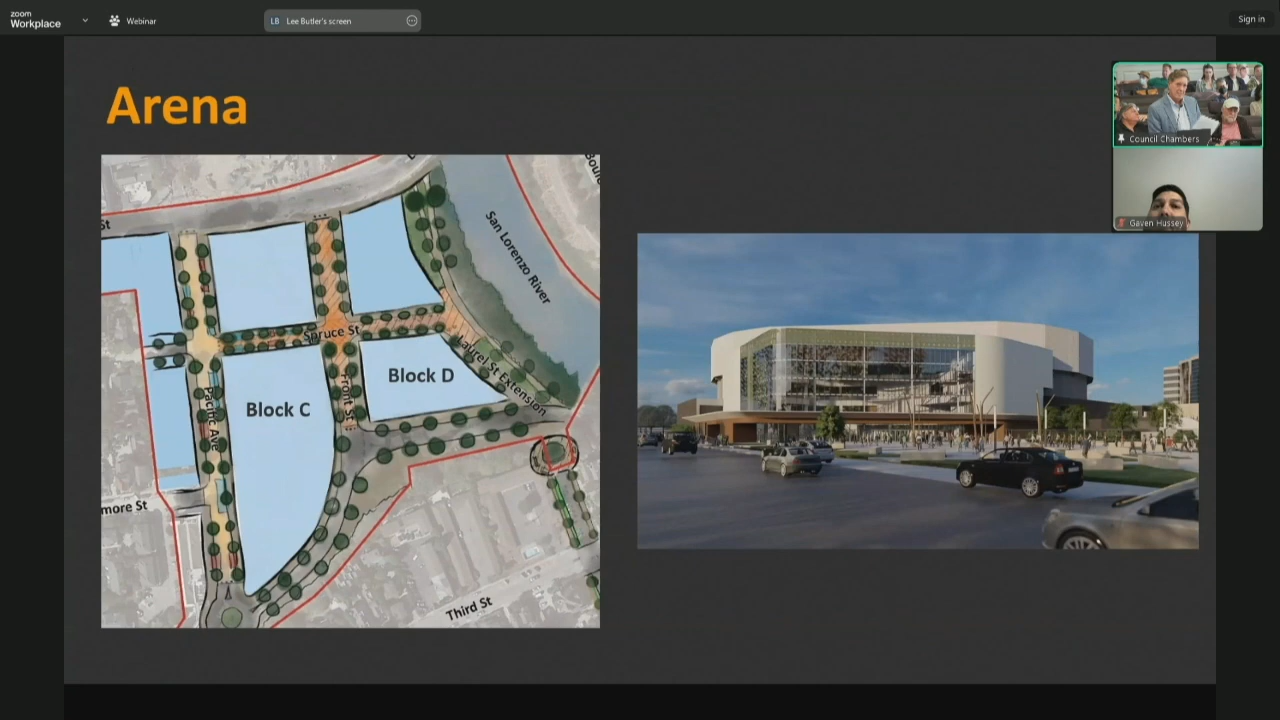 zoom
Workplace
Webinar
LB Lee Butler's screen
Sign in
Arena
Council Chambers
Gaven Hussey
St
San Lorenzo River
Spruce St
Laurel St Extension
Block D
Block C
Front St
Pacific Ave
more St
Third St